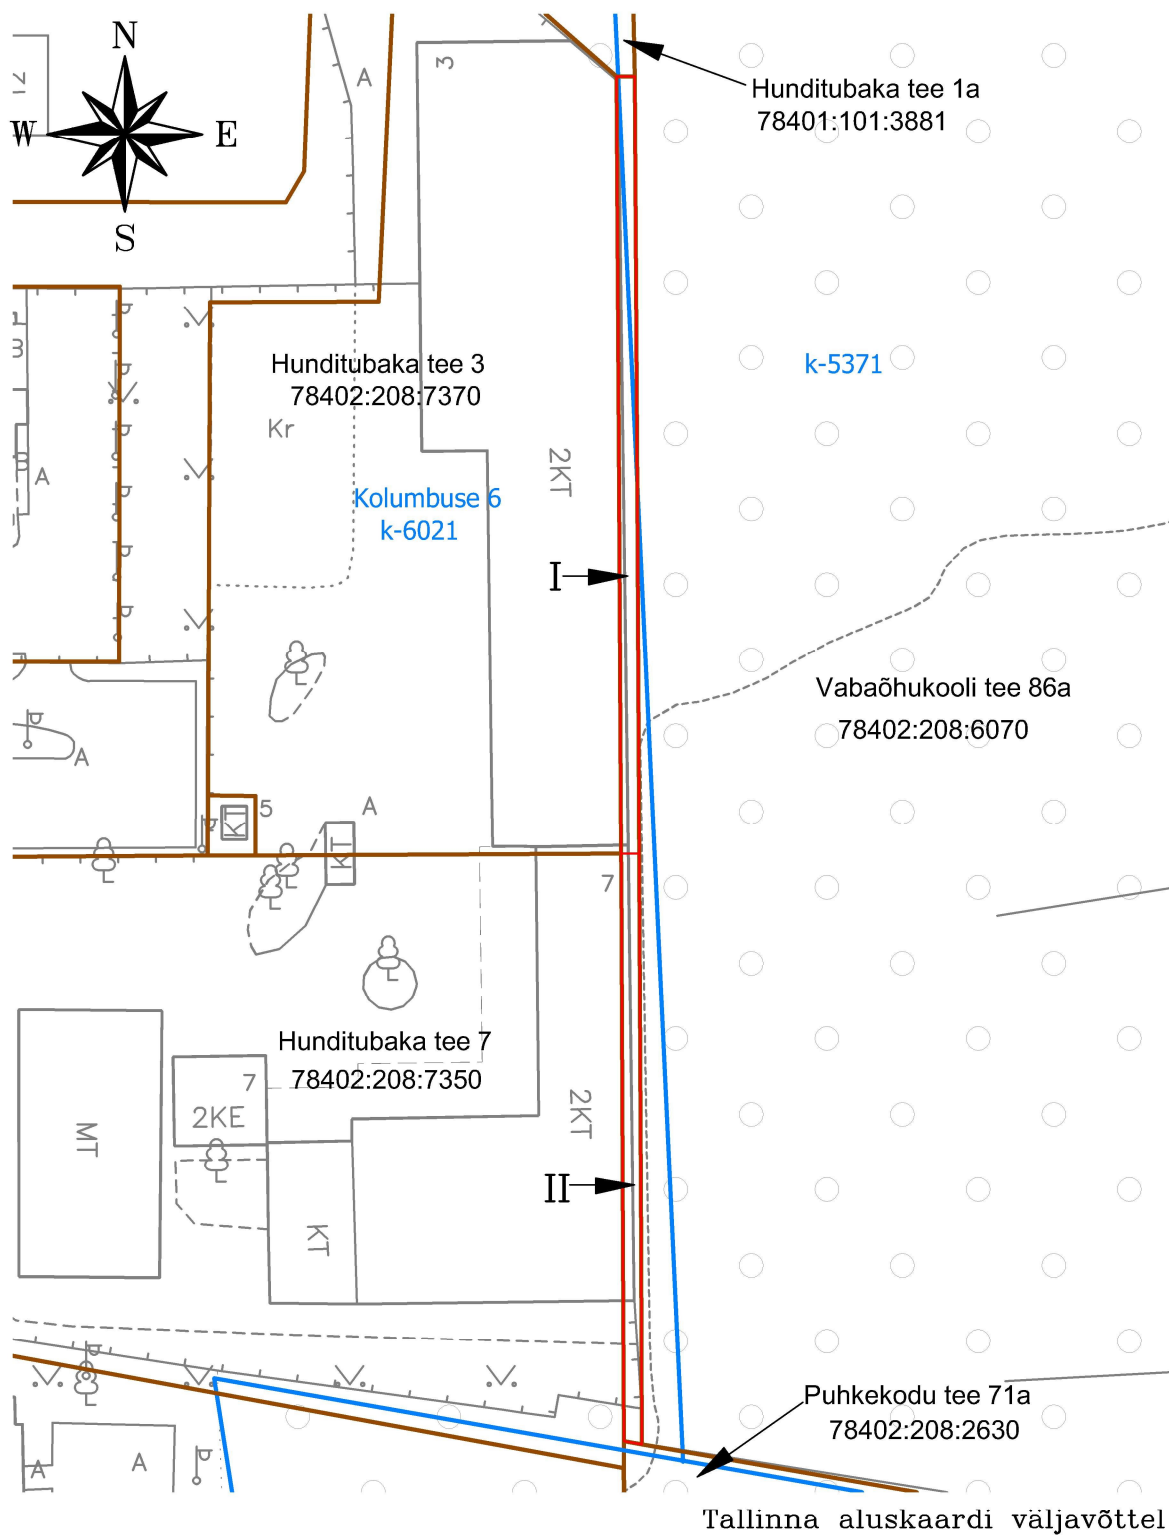 N
W
E
S
A
3
Hunditubaka tee 1a
78401:101:3881
Hunditubaka tee 3
78402:208:7370
k-5371
Kr
2KT
A
Kolumbuse 6
k-6021
I
Vabaõhukooli tee 86a
78402:208:6070
A
5
A
KT
KT
7
Hunditubaka tee 7
78402:208:7350
7
2KE
2KT
MT
II
KT
Puhkekodu tee 71a
78402:208:2630
A
A
Tallinna aluskaardi väljavõttel